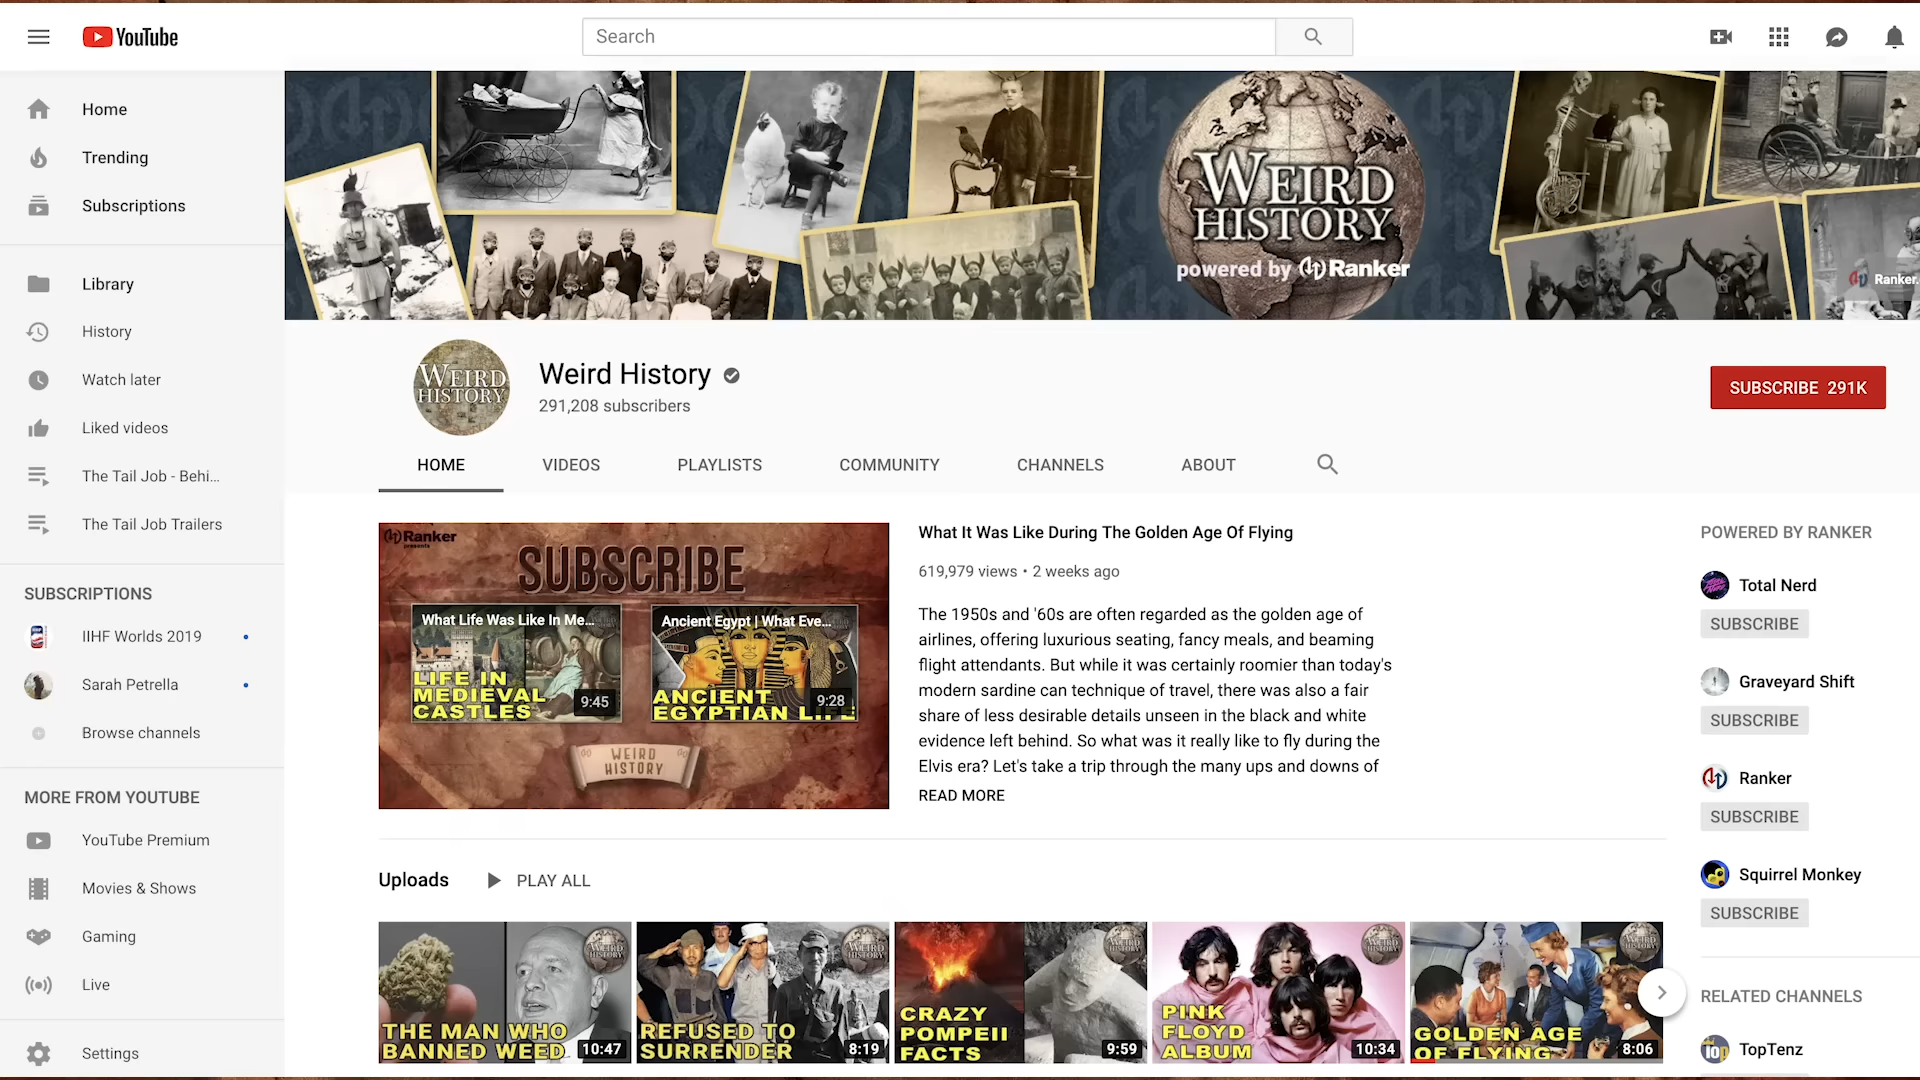 YouTube
Search
Home
Trending
Subscriptions
Library
History
Watch later
Liked videos
The Tail Job - Behi...
The Tail Job Trailers
SUBSCRIPTIONS
IIHF Worlds 2019
Sarah Petrella
Browse channels
MORE FROM YOUTUBE
YouTube Premium
Movies & Shows
Gaming
Live
Settings
WEIRD
HISTORY
powered by Ranker
Ranker.
WEIRD
HISTORY
Weird History
291,208 subscribers
SUBSCRIBE 291K
HOME
VIDEOS
PLAYLISTS
COMMUNITY
CHANNELS
ABOUT
Ranker
presents
SUBSCRIBE
What Life Was Like In Me...
LIFE IN
MEDIEVAL
CASTLES
9:45
Ancient Egypt | What Eve...
ANCIENT
EGYPTIAN LIFE
9:28
WEIRD
HISTORY
What It Was Like During The Golden Age Of Flying
619,979 views • 2 weeks ago
The 1950s and '60s are often regarded as the golden age of
airlines, offering luxurious seating, fancy meals, and beaming
flight attendants. But while it was certainly roomier than today's
modern sardine can technique of travel, there was also a fair
share of less desirable details unseen in the black and white
evidence left behind. So what was it really like to fly during the
Elvis era? Let's take a trip through the many ups and downs of
READ MORE
Uploads
PLAY ALL
WEIRD
HISTORY
THE MAN WHO
BANNED WEED
10:47
WEIRD
HISTORY
REFUSED TO
SURRENDER
8:19
WEIRD
HISTORY
CRAZY
POMPEII
FACTS
9:59
WEIRD
HISTORY
PINK
FLOYD
ALBUM
10:34
WEIRD
HISTORY
GOLDEN AGE
OF FLYING
8:06
POWERED BY RANKER
Total Nerd
SUBSCRIBE
Graveyard Shift
SUBSCRIBE
Ranker
SUBSCRIBE
Squirrel Monkey
SUBSCRIBE
RELATED CHANNELS
TopTenz